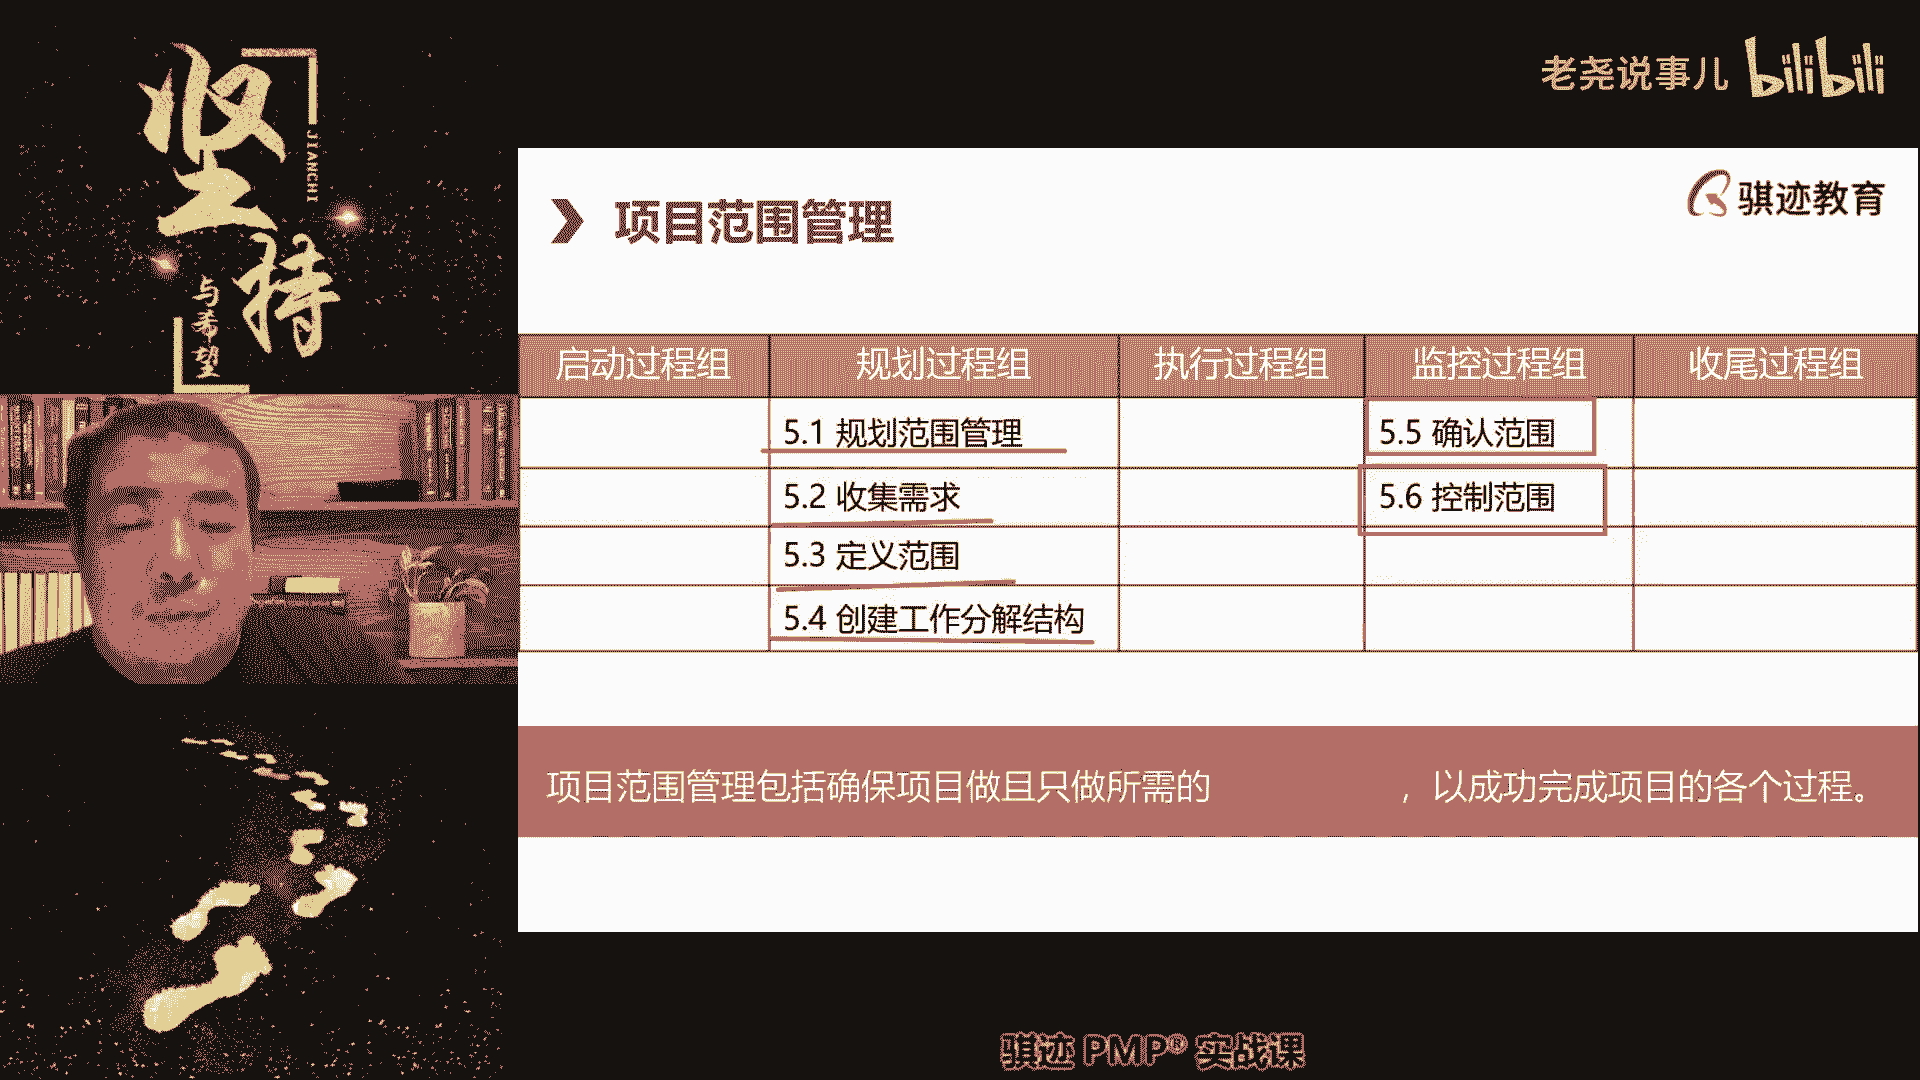 坚持
JIANCHI
与希望
老尧说事儿 bilibili
骐迹教育
项目范围管理
启动过程组 规划过程组 执行过程组 监控过程组 收尾过程组
5.1 规划范围管理 5.5 确认范围
5.2 收集需求 5.6 控制范围
5.3 定义范围
5.4 创建工作分解结构
项目范围管理包括确保项目做且只做所需的 ，以成功完成项目的各个过程。
骐迹 PMP® 实战课